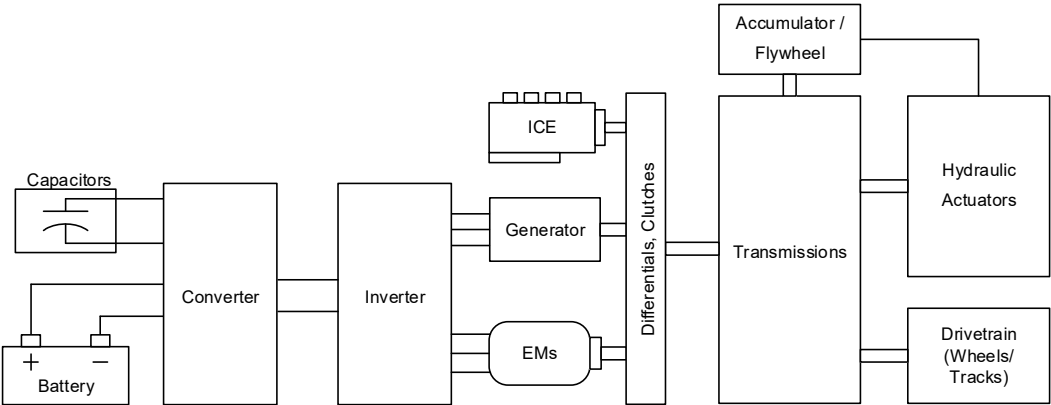 Accumulator /
Flywheel
ICE
Hydraulic
Actuators
Capacitors
Generator
Differentials, Clutches
Transmissions
Converter
Inverter
EMs
Drivetrain
(Wheels/
Tracks)
+ −
Battery